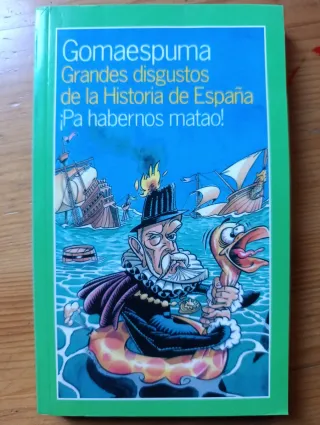 Gomaespuma
Grandes disgustos
de la Historia de España
¡Pa habernos matao!